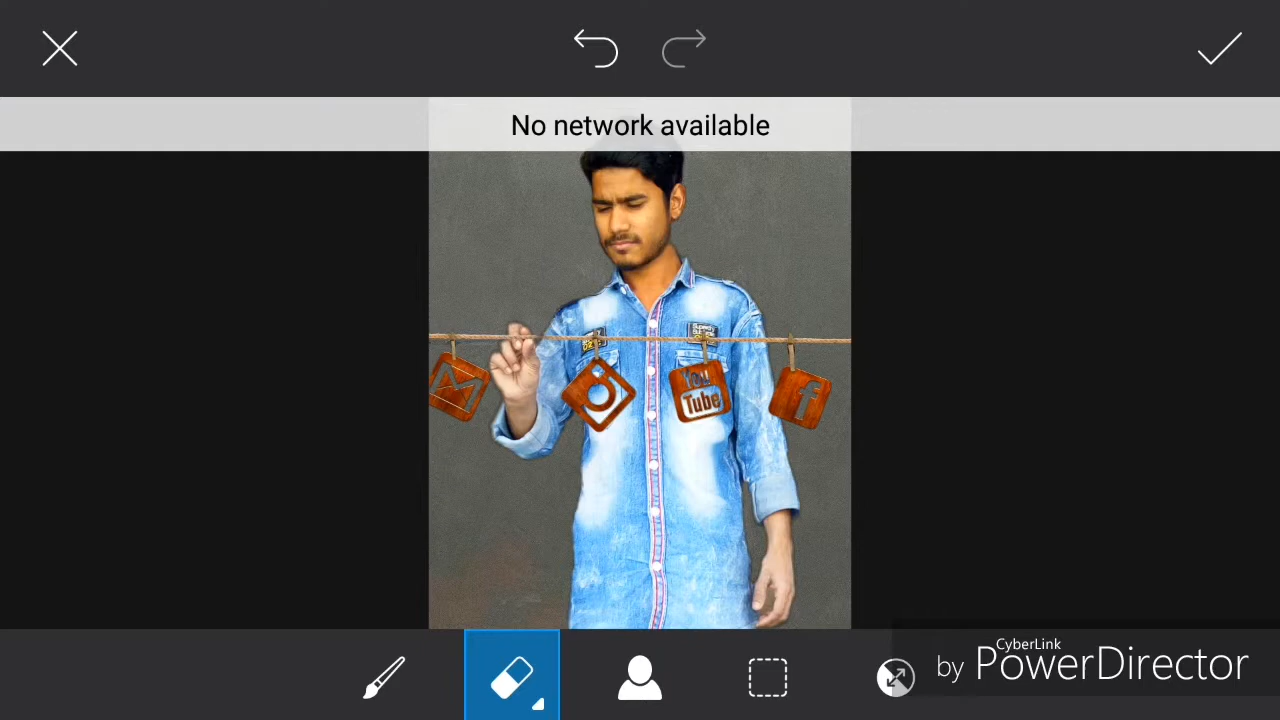 No network available
You
Tube
f
CyberLink
by PowerDirector